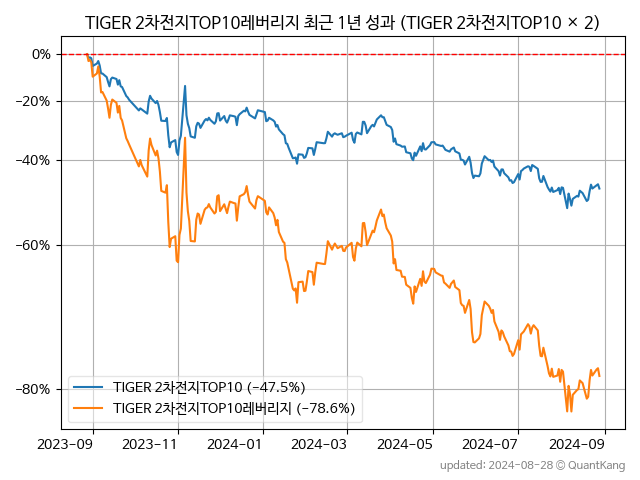 TIGER 2차전지TOP10레버리지 최근 1년 성과 (TIGER 2차전지TOP10 × 2)
0%
−20%
−40%
−60%
−80%
TIGER 2차전지TOP10 (−47.5%)
TIGER 2차전지TOP10레버리지 (−78.6%)
2023-09 2023-11 2024-01 2024-03 2024-05 2024-07 2024-09
updated: 2024-08-28 © QuantKang